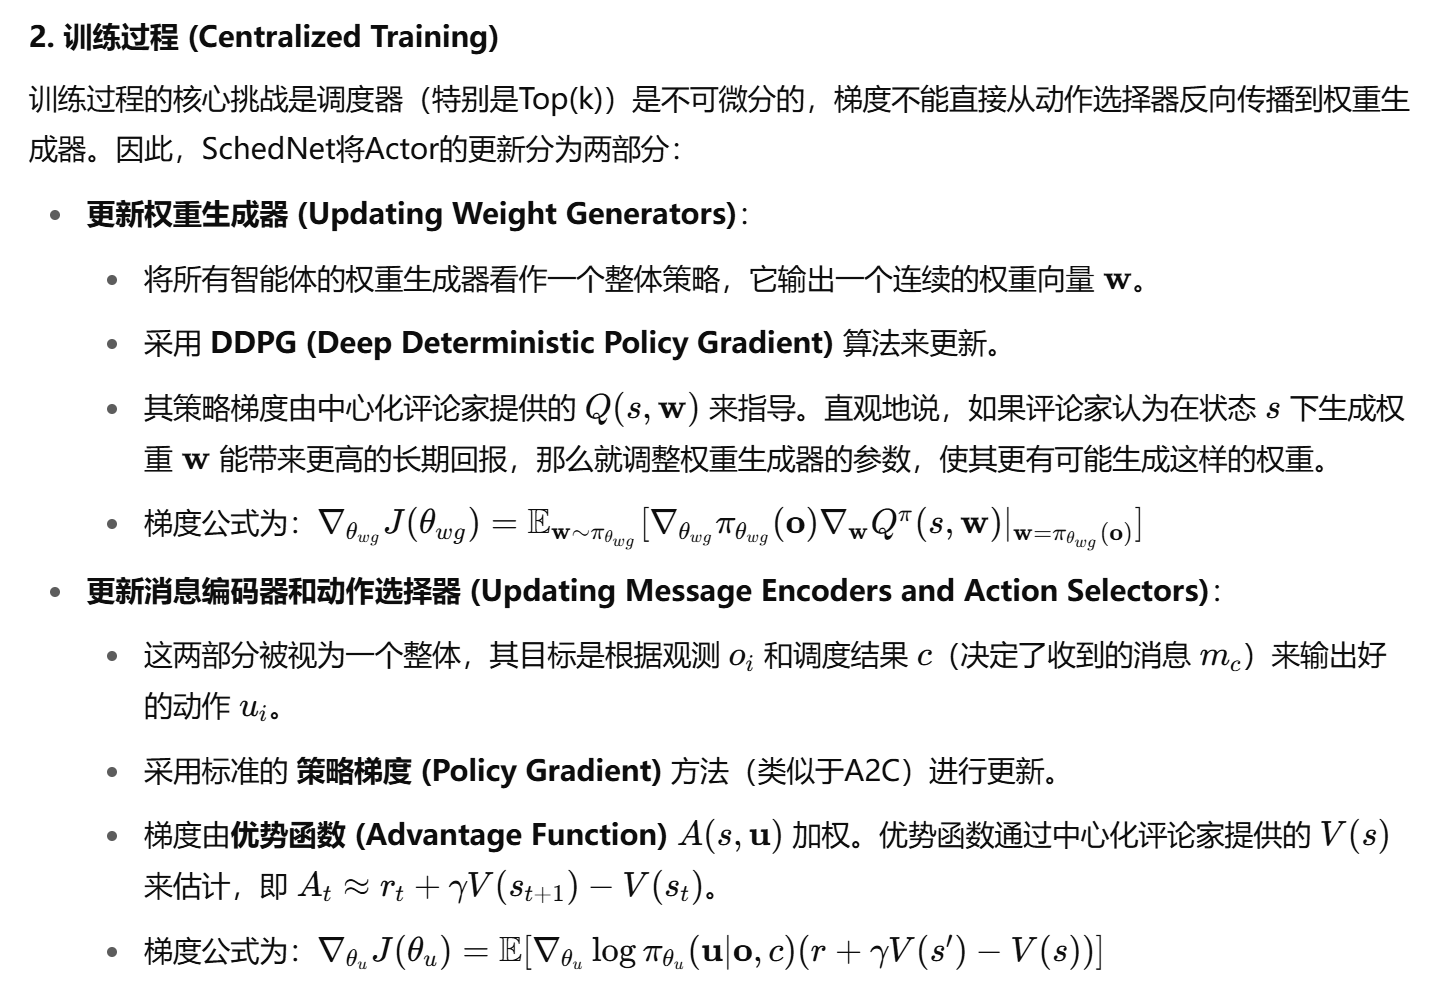 2. 训练过程 (Centralized Training)
训练过程的核心挑战是调度器（特别是Top(k)）是不可微分的，梯度不能直接从动作选择器反向传播到权重生
成器。因此，SchedNet将Actor的更新分为两部分：
• 更新权重生成器 (Updating Weight Generators)：
• 将所有智能体的权重生成器看作一个整体策略，它输出一个连续的权重向量 $\mathbf{w}$。
• 采用 DDPG (Deep Deterministic Policy Gradient) 算法来更新。
• 其策略梯度由中心化评论家提供的 $Q(s, \mathbf{w})$ 来指导。直观地说，如果评论家认为在状态 $s$ 下生成权
重 $\mathbf{w}$ 能带来更高的长期回报，那么就调整权重生成器的参数，使其更有可能生成这样的权重。
• 梯度公式为：$\nabla_{\theta_{wg}} J(\theta_{wg}) = \mathbb{E}_{\mathbf{w} \sim \pi_{\theta_{wg}}} [\nabla_{\theta_{wg}} \pi_{\theta_{wg}}(\mathbf{o}) \nabla_{\mathbf{w}} Q^{\pi}(s, \mathbf{w})|_{\mathbf{w} = \pi_{\theta_{wg}}(\mathbf{o})}]$
• 更新消息编码器和动作选择器 (Updating Message Encoders and Action Selectors)：
• 这两部分被视为一个整体，其目标是根据观测 $o_i$ 和调度结果 $c$（决定了收到的消息 $m_c$）来输出好
的动作 $u_i$。
• 采用标准的 策略梯度 (Policy Gradient) 方法（类似于A2C）进行更新。
• 梯度由优势函数 (Advantage Function) $A(s, \mathbf{u})$ 加权。优势函数通过中心化评论家提供的 $V(s)$
来估计，即 $A_t \approx r_t + \gamma V(s_{t+1}) - V(s_t)$。
• 梯度公式为：$\nabla_{\theta_u} J(\theta_u) = \mathbb{E}[\nabla_{\theta_u} \log \pi_{\theta_u}(\mathbf{u}|\mathbf{o}, c)(r + \gamma V(s') - V(s))]$